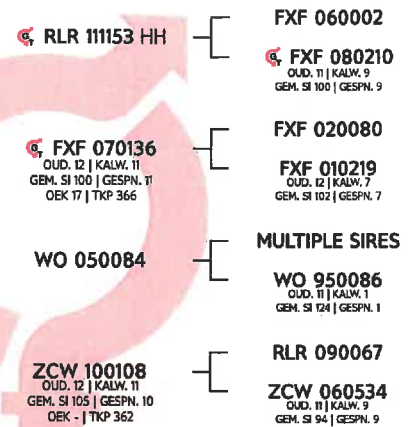 FXF 060002
RLR 111153 HH
FXF 080210
OUD. 11 | KALW. 9
GEM. SI 100 | GESPN. 9
FXF 020080
FXF 070136
OUD. 12 | KALW. 11
GEM. SI 100 | GESPN. 11
OEK 17 | TKP 366
FXF 010219
OUD. 12 | KALW. 7
GEM. SI 102 | GESPN. 7
MULTIPLE SIRES
WO 050084
WO 950086
OUD. 11 | KALW. 1
GEM. SI 124 | GESPN. 1
RLR 090067
ZCW 100108
OUD. 12 | KALW. 11
GEM. SI 105 | GESPN. 10
OEK - | TKP 362
ZCW 060534
OUD. 11 | KALW. 9
GEM. SI 94 | GESPN. 9